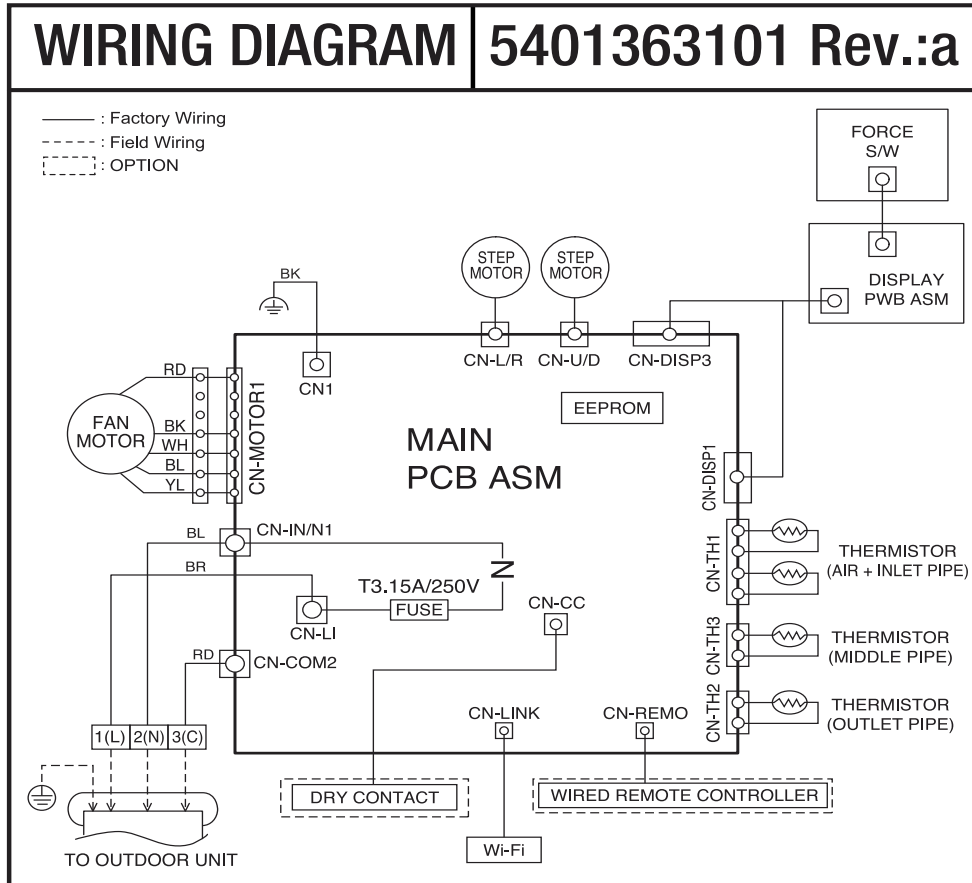 WIRING DIAGRAM 5401363101 Rev.:a
: Factory Wiring
: Field Wiring
: OPTION
FORCE
S/W
DISPLAY
PWB ASM
STEP
MOTOR
STEP
MOTOR
BK
CN1
CN-L/R
CN-U/D
CN-DISP3
EEPROM
MAIN
PCB ASM
FAN
MOTOR
RD
BK
WH
BL
YL
CN-MOTOR1
CN-DISP1
BL
CN-IN/N1
BR
T3.15A/250V
FUSE
CN-LI
N
CN-CC
RD
CN-COM2
CN-TH1
THERMISTOR
(AIR + INLET PIPE)
CN-TH3
THERMISTOR
(MIDDLE PIPE)
CN-TH2
THERMISTOR
(OUTLET PIPE)
CN-LINK
CN-REMO
1(L) 2(N) 3(C)
DRY CONTACT
WIRED REMOTE CONTROLLER
Wi-Fi
TO OUTDOOR UNIT